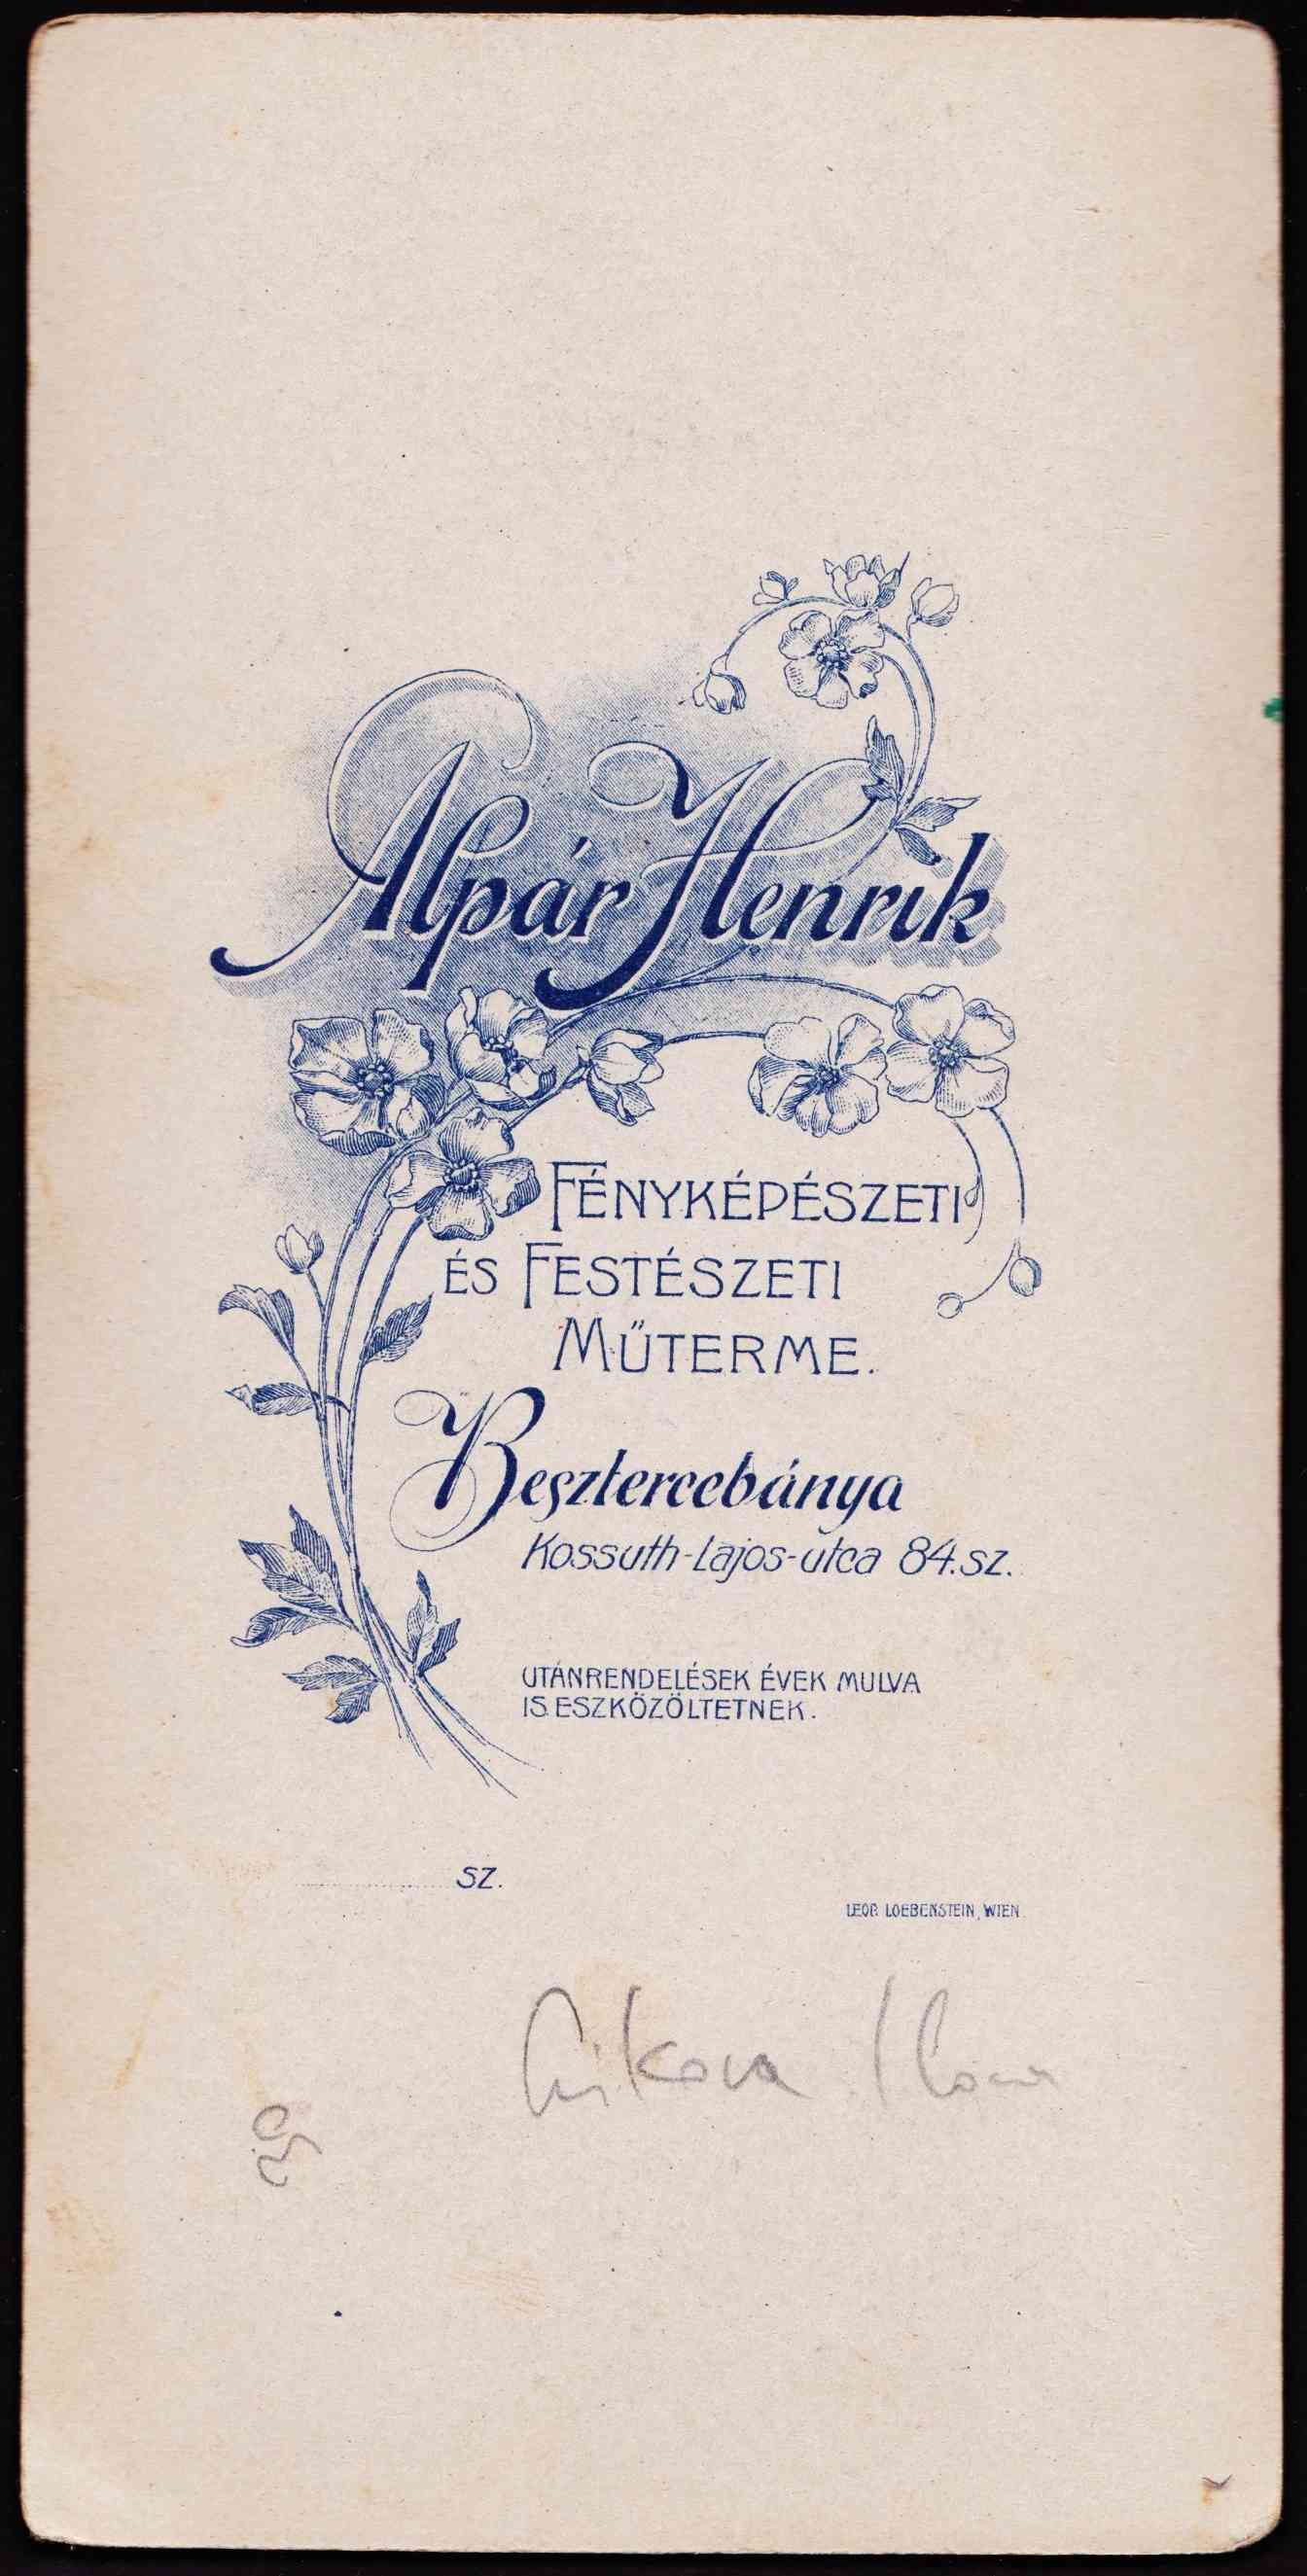 Alpár Henrik
FÉNYKÉPÉSZETI
ÉS FESTÉSZETI
MŰTERME.
Besztercebánya
Kossuth-Lajos-utca 84.sz.
UTÁNRENDELÉSEK ÉVEK MULVA
IS ESZKÖZÖLTETNEK.
SZ.
LEOP. LOEBENSTEIN, WIEN